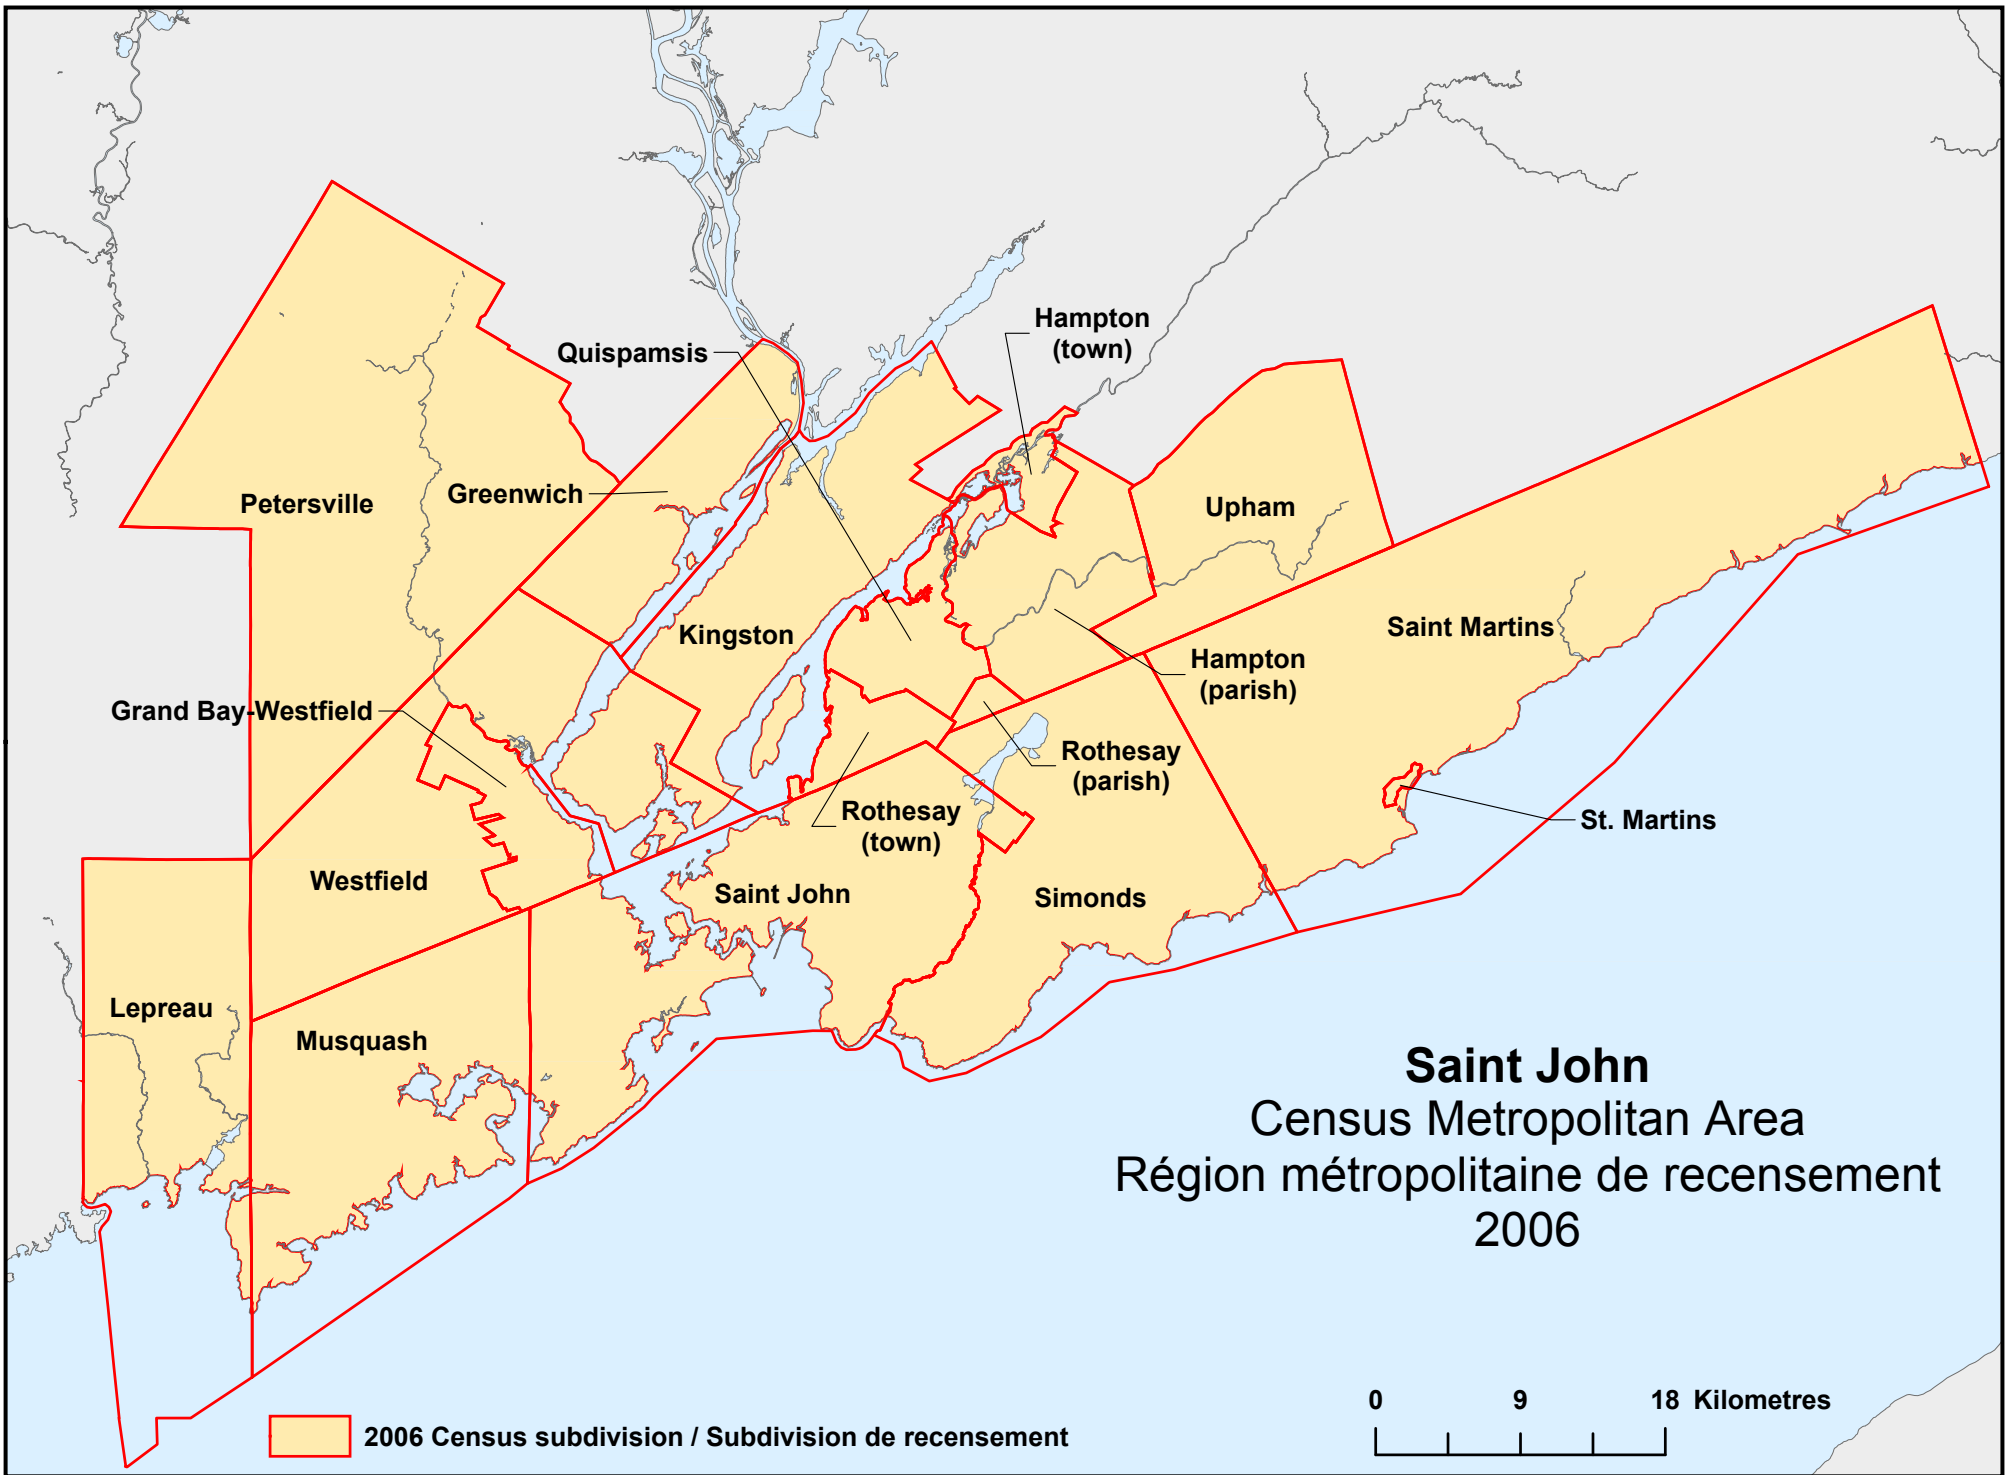 Hampton
(town)
Quispamsis
Petersville
Greenwich
Upham
Kingston
Saint Martins
Hampton
(parish)
Grand Bay-Westfield
Rothesay
(parish)
Rothesay
(town)
St. Martins
Westfield
Saint John
Simonds
Lepreau
Musquash
Saint John
Census Metropolitan Area
Région métropolitaine de recensement
2006
0 9 18 Kilometres
2006 Census subdivision / Subdivision de recensement